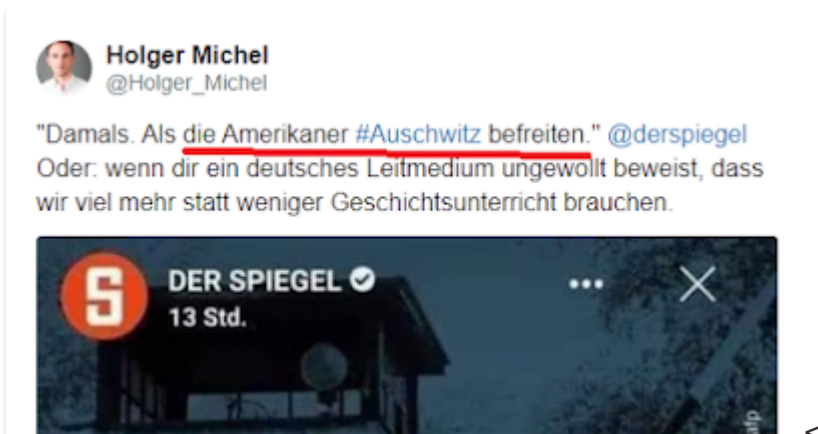 Holger Michel
@Holger_Michel
"Damals. Als die Amerikaner #Auschwitz befreiten." @derspiegel
Oder: wenn dir ein deutsches Leitmedium ungewollt beweist, dass
wir viel mehr statt weniger Geschichtsunterricht brauchen.
S DER SPIEGEL
13 Std.
afp
<